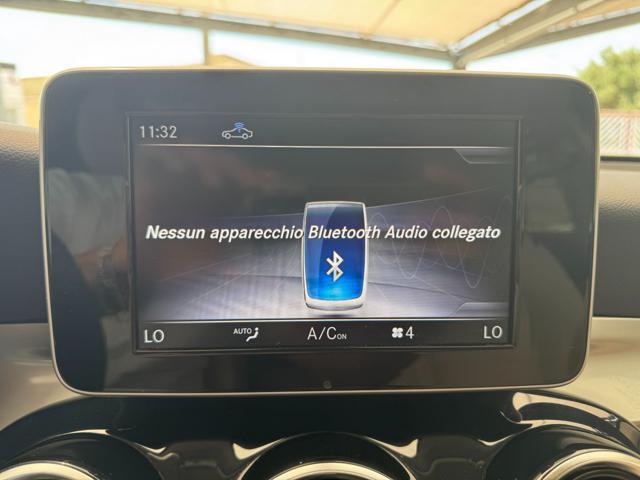 11:32
Nessun apparecchio Bluetooth Audio collegato
LO AUTO A/C ON 4 LO